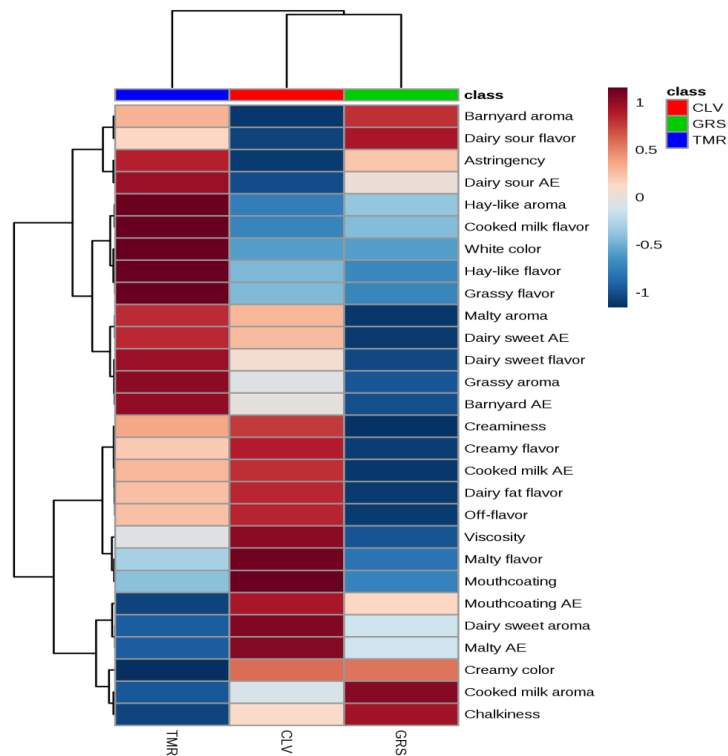 class
class
CLV
GRS
TMR
1
0.5
0
-0.5
-1
Barnyard aroma
Dairy sour flavor
Astringency
Dairy sour AE
Hay-like aroma
Cooked milk flavor
White color
Hay-like flavor
Grassy flavor
Malty aroma
Dairy sweet AE
Dairy sweet flavor
Grassy aroma
Barnyard AE
Creaminess
Creamy flavor
Cooked milk AE
Dairy fat flavor
Off-flavor
Viscosity
Malty flavor
Mouthcoating
Mouthcoating AE
Dairy sweet aroma
Malty AE
Creamy color
Cooked milk aroma
Chalkiness
TMR
CLV
GRS